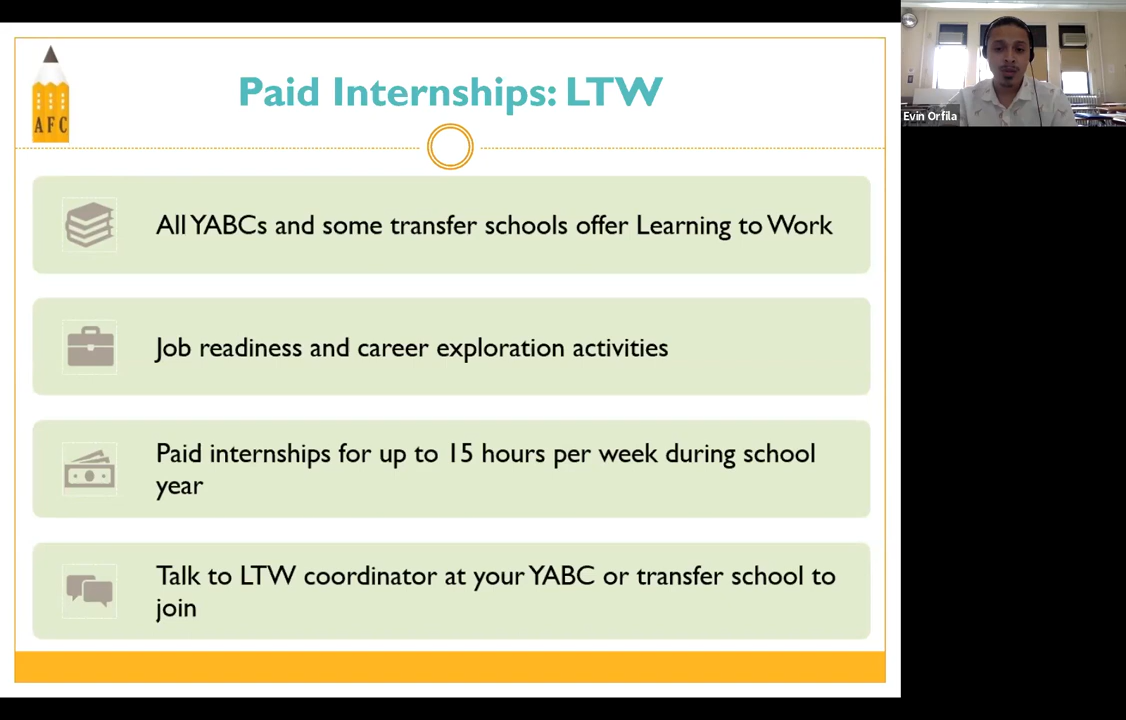 AFC
Paid Internships: LTW
All YABCs and some transfer schools offer Learning to Work
Job readiness and career exploration activities
Paid internships for up to 15 hours per week during school
year
Talk to LTW coordinator at your YABC or transfer school to
join
Evin Orfila